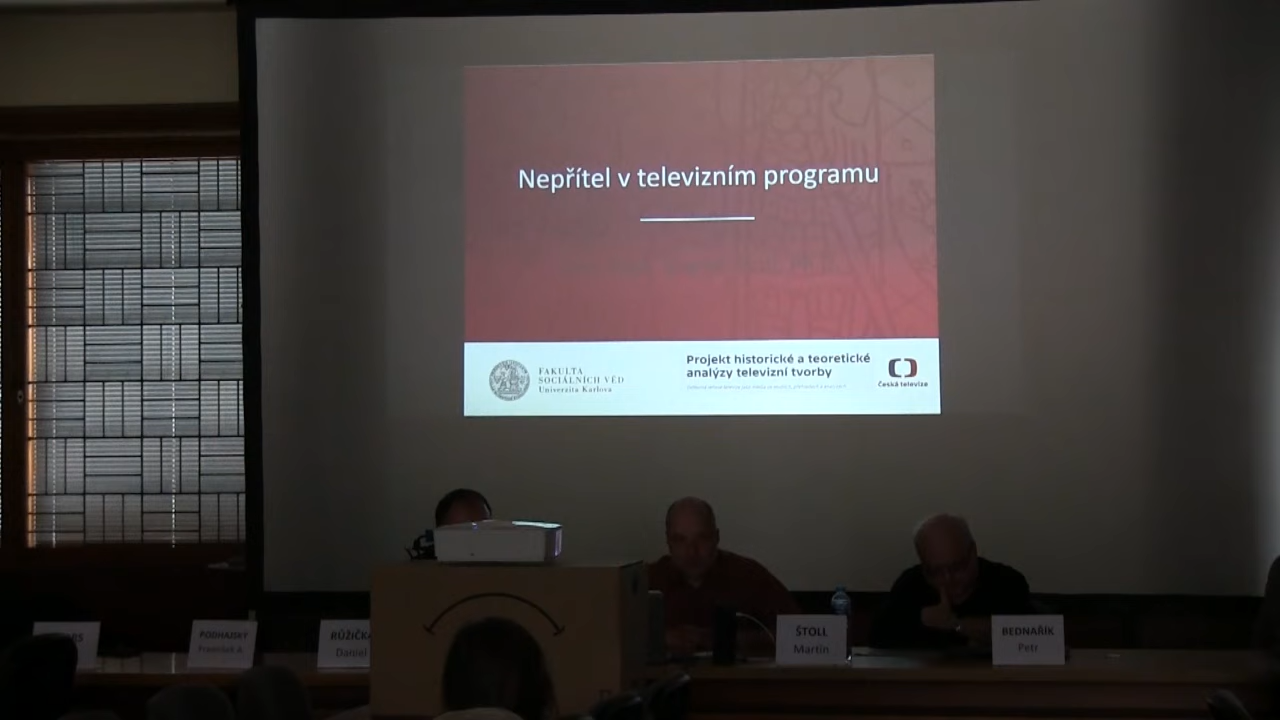 Nepřítel v televizním programu
FAKULTA
SOCIÁLNÍCH VĚD
Univerzita Karlova
Projekt historické a teoretické
analýzy televizní tvorby
Česká televize
PODHAJSKÝ
František A.
RŮŽIČKA
Daniel
ŠTOLL
Martin
BEDNAŘÍK
Petr